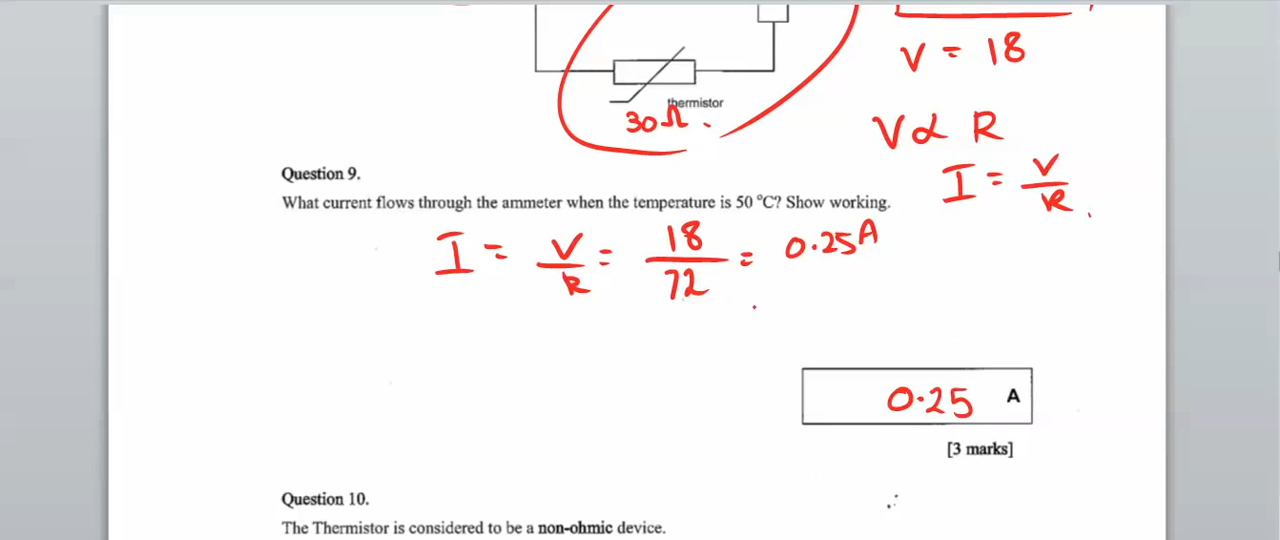 V = 18
thermistor
30Ω
V ∝ R
I = V/R
Question 9.
What current flows through the ammeter when the temperature is 50 °C? Show working.
I = V/R = 18/72 = 0.25A
0.25 A
[3 marks]
Question 10.
The Thermistor is considered to be a non-ohmic device.